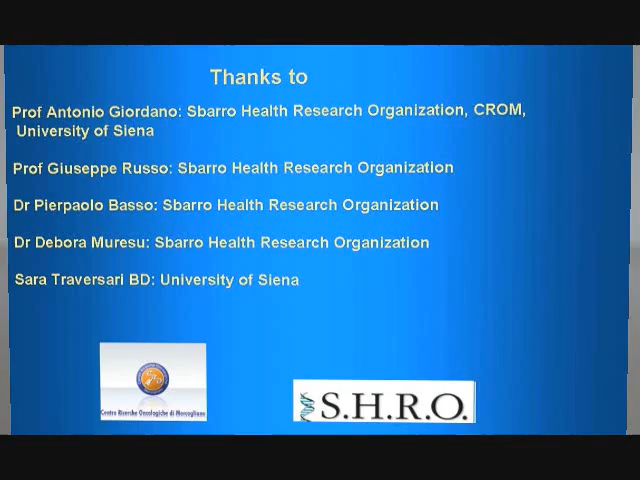 Thanks to
Prof Antonio Giordano: Sbarro Health Research Organization, CROM,
University of Siena
Prof Giuseppe Russo: Sbarro Health Research Organization
Dr Pierpaolo Basso: Sbarro Health Research Organization
Dr Debora Muresu: Sbarro Health Research Organization
Sara Traversari BD: University of Siena
Centro Ricerche Oncologiche di Mercogliano
S.H.R.O.